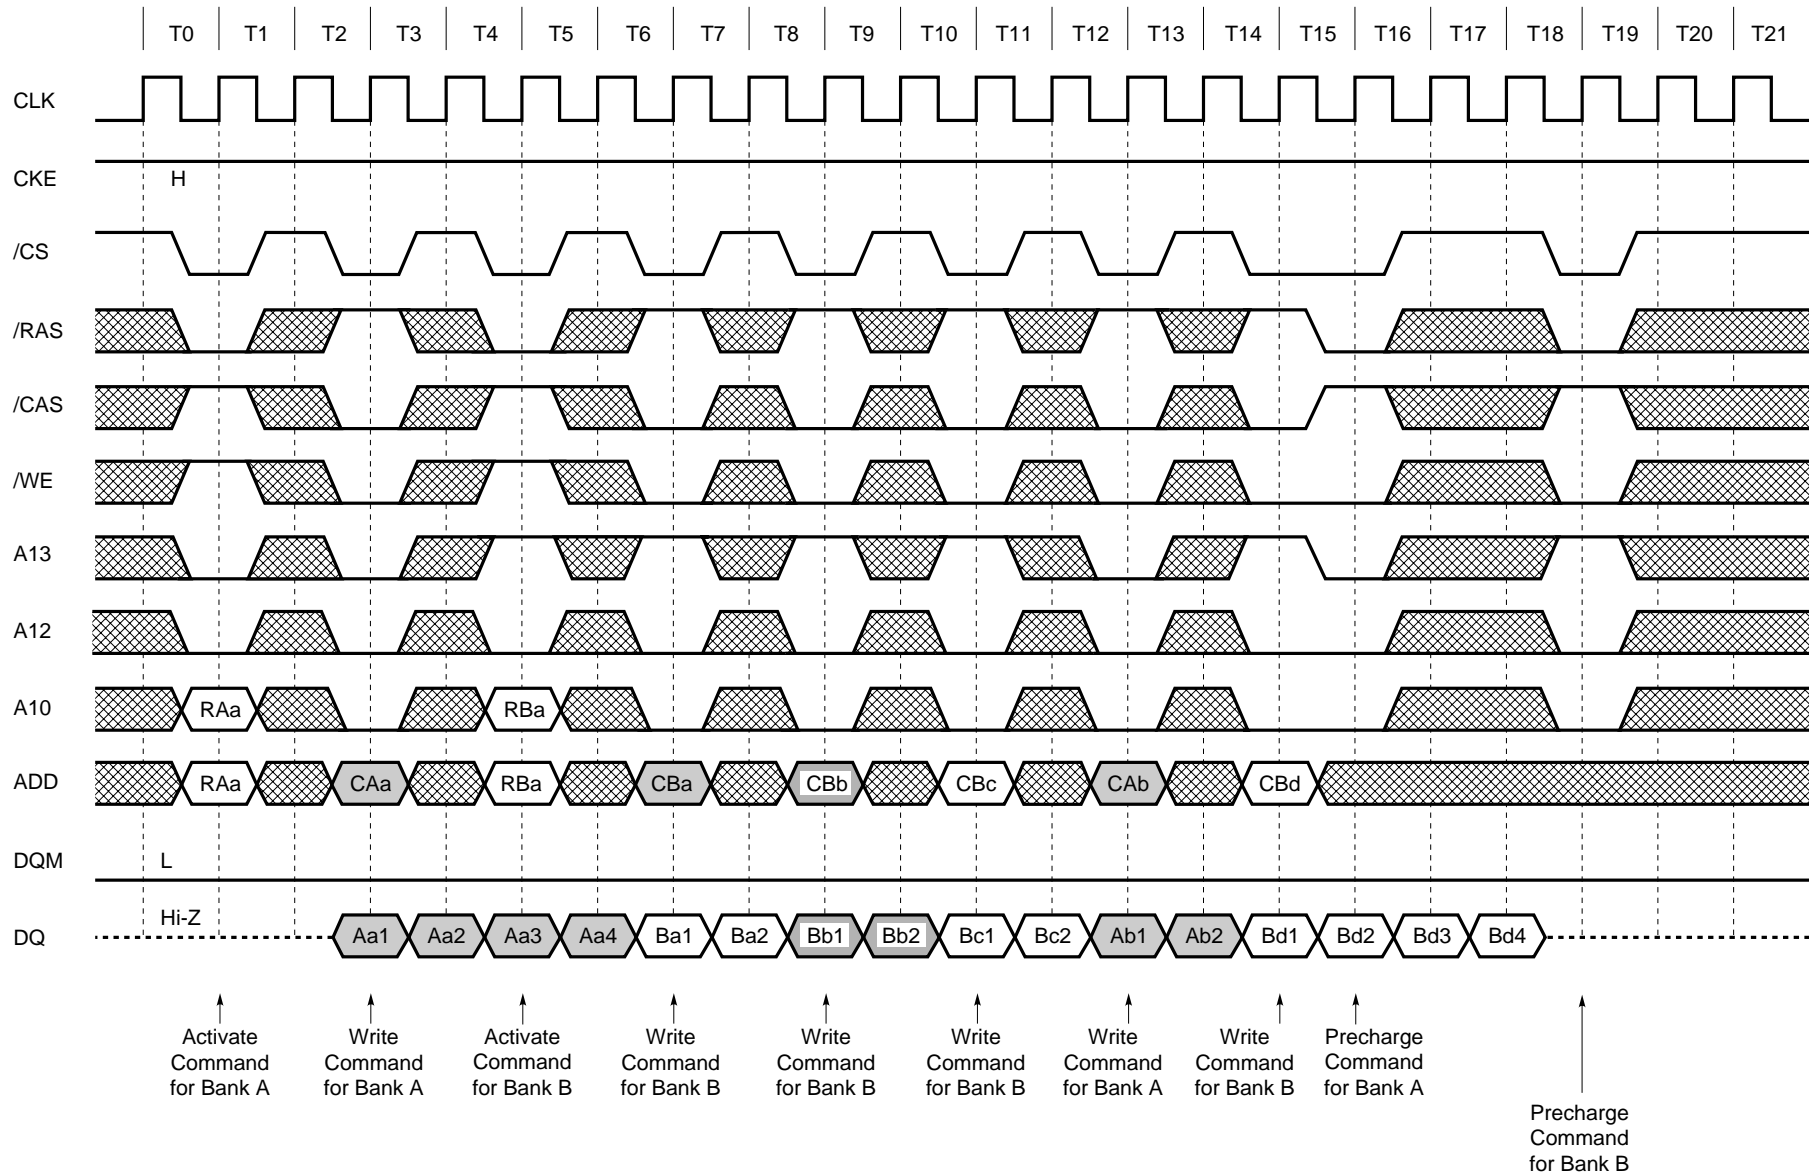 T0 T1 T2 T3 T4 T5 T6 T7 T8 T9 T10 T11 T12 T13 T14 T15 T16 T17 T18 T19 T20 T21
CLK
CKE H
/CS
/RAS
/CAS
/WE
A13
A12
A10 RAa RBa
ADD RAa CAa RBa CBa CBb CBc CAb CBd
DQM L
Hi-Z
DQ Aa1 Aa2 Aa3 Aa4 Ba1 Ba2 Bb1 Bb2 Bc1 Bc2 Ab1 Ab2 Bd1 Bd2 Bd3 Bd4
Activate
Command
for Bank A
Write
Command
for Bank A
Activate
Command
for Bank B
Write
Command
for Bank B
Write
Command
for Bank B
Write
Command
for Bank B
Write
Command
for Bank A
Write
Command
for Bank B
Precharge
Command
for Bank A
Precharge
Command
for Bank B